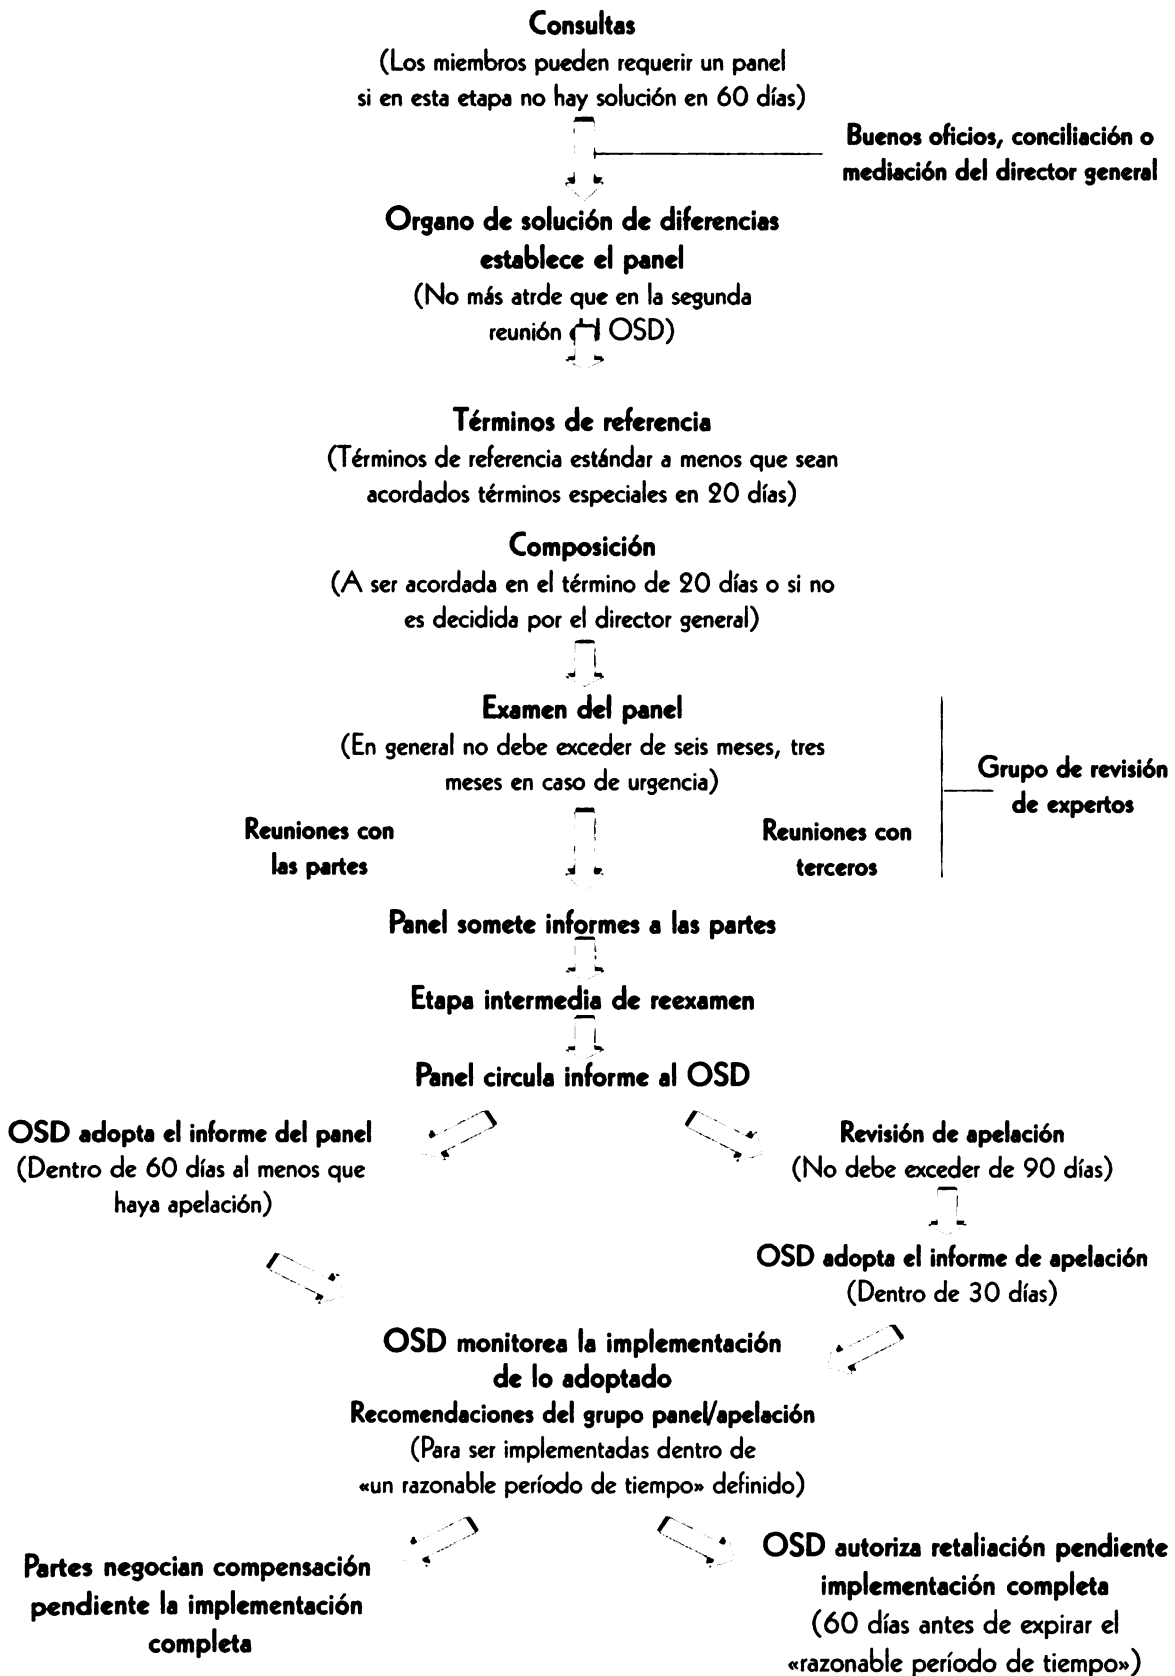 Consultas
(Los miembros pueden requerir un panel
si en esta etapa no hay solución en 60 días)
Buenos oficios, conciliación o
mediación del director general
Organo de solución de diferencias
establece el panel
(No más atrde que en la segunda
reunión OSD)
Términos de referencia
(Términos de referencia estándar a menos que sean
acordados términos especiales en 20 días)
Composición
(A ser acordada en el término de 20 días o si no
es decidida por el director general)
Examen del panel
(En general no debe exceder de seis meses, tres
meses en caso de urgencia)
Grupo de revisión
de expertos
Reuniones con
las partes
Reuniones con
terceros
Panel somete informes a las partes
Etapa intermedia de reexamen
Panel circula informe al OSD
OSD adopta el informe del panel
(Dentro de 60 días al menos que
haya apelación)
Revisión de apelación
(No debe exceder de 90 días)
OSD adopta el informe de apelación
(Dentro de 30 días)
OSD monitorea la implementación
de lo adoptado
Recomendaciones del grupo panel/apelación
(Para ser implementadas dentro de
«un razonable período de tiempo» definido)
Partes negocian compensación
pendiente la implementación
completa
OSD autoriza retaliación pendiente
implementación completa
(60 días antes de expirar el
«razonable período de tiempo»)